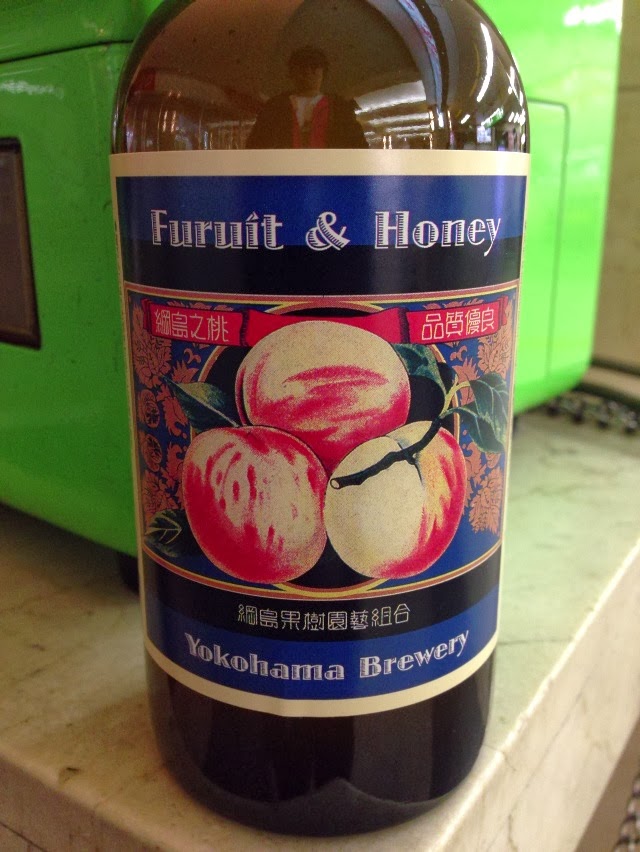 Furuít & Honey
綱島之桃
品質優良
綱島果樹園藝組合
Yokohama Brewery